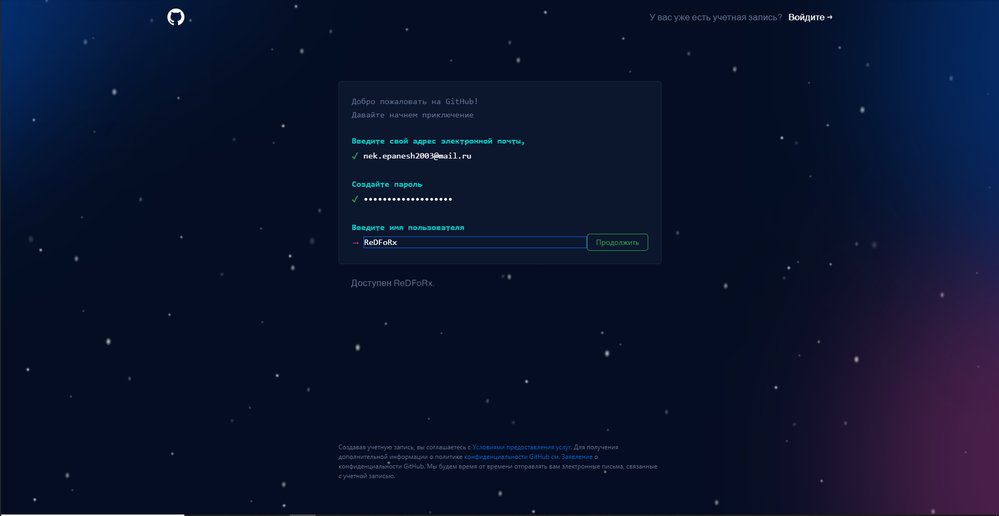 У вас уже есть учетная запись? Войдите →
Добро пожаловать на GitHub!
Давайте начнем приключение
Введите свой адрес электронной почты,
✓ nek.epanesh2003@mail.ru
Создайте пароль
✓ •••••••••••••••••••
Введите имя пользователя
→ ReDFoRx Продолжить
Доступен ReDFoRx.
Создавая учетную запись, вы соглашаетесь с Условиями предоставления услуг. Для получения
дополнительной информации о политике конфиденциальности GitHub см. Заявление о
конфиденциальности GitHub. Мы будем время от времени отправлять вам электронные письма, связанные
с учетной записью.